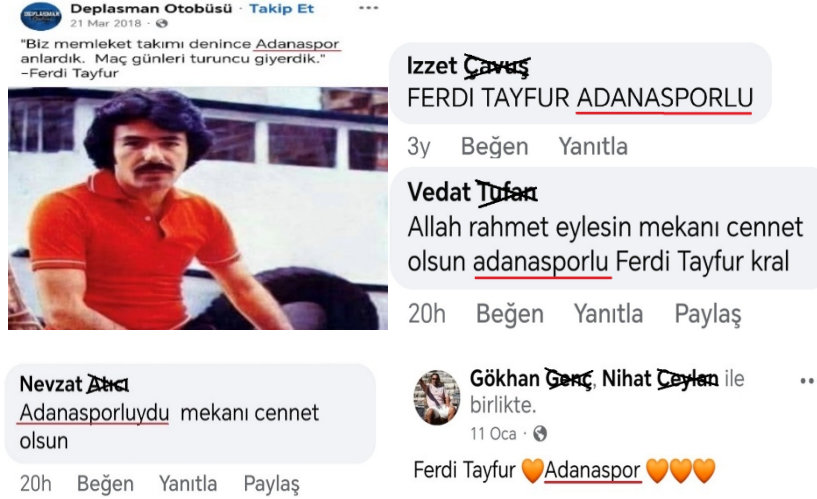 DEPLASMAN
Deplasman Otobüsü · Takip Et
21 Mar 2018 ·
"Biz memleket takımı denince Adanaspor
anlardık. Maç günleri turuncu giyerdik."
–Ferdi Tayfur
Izzet Çavuş
FERDI TAYFUR ADANASPORLU
3y Beğen Yanıtla
Vedat Tufan
Allah rahmet eylesin mekanı cennet
olsun adanasporlu Ferdi Tayfur kral
20h Beğen Yanıtla Paylaş
Nevzat Atıcı
Adanasporluydu mekanı cennet
olsun
20h Beğen Yanıtla Paylaş
Gökhan Genç, Nihat Ceylan ile
birlikte.
11 Oca ·
Ferdi Tayfur 🧡Adanaspor 🧡🧡🧡